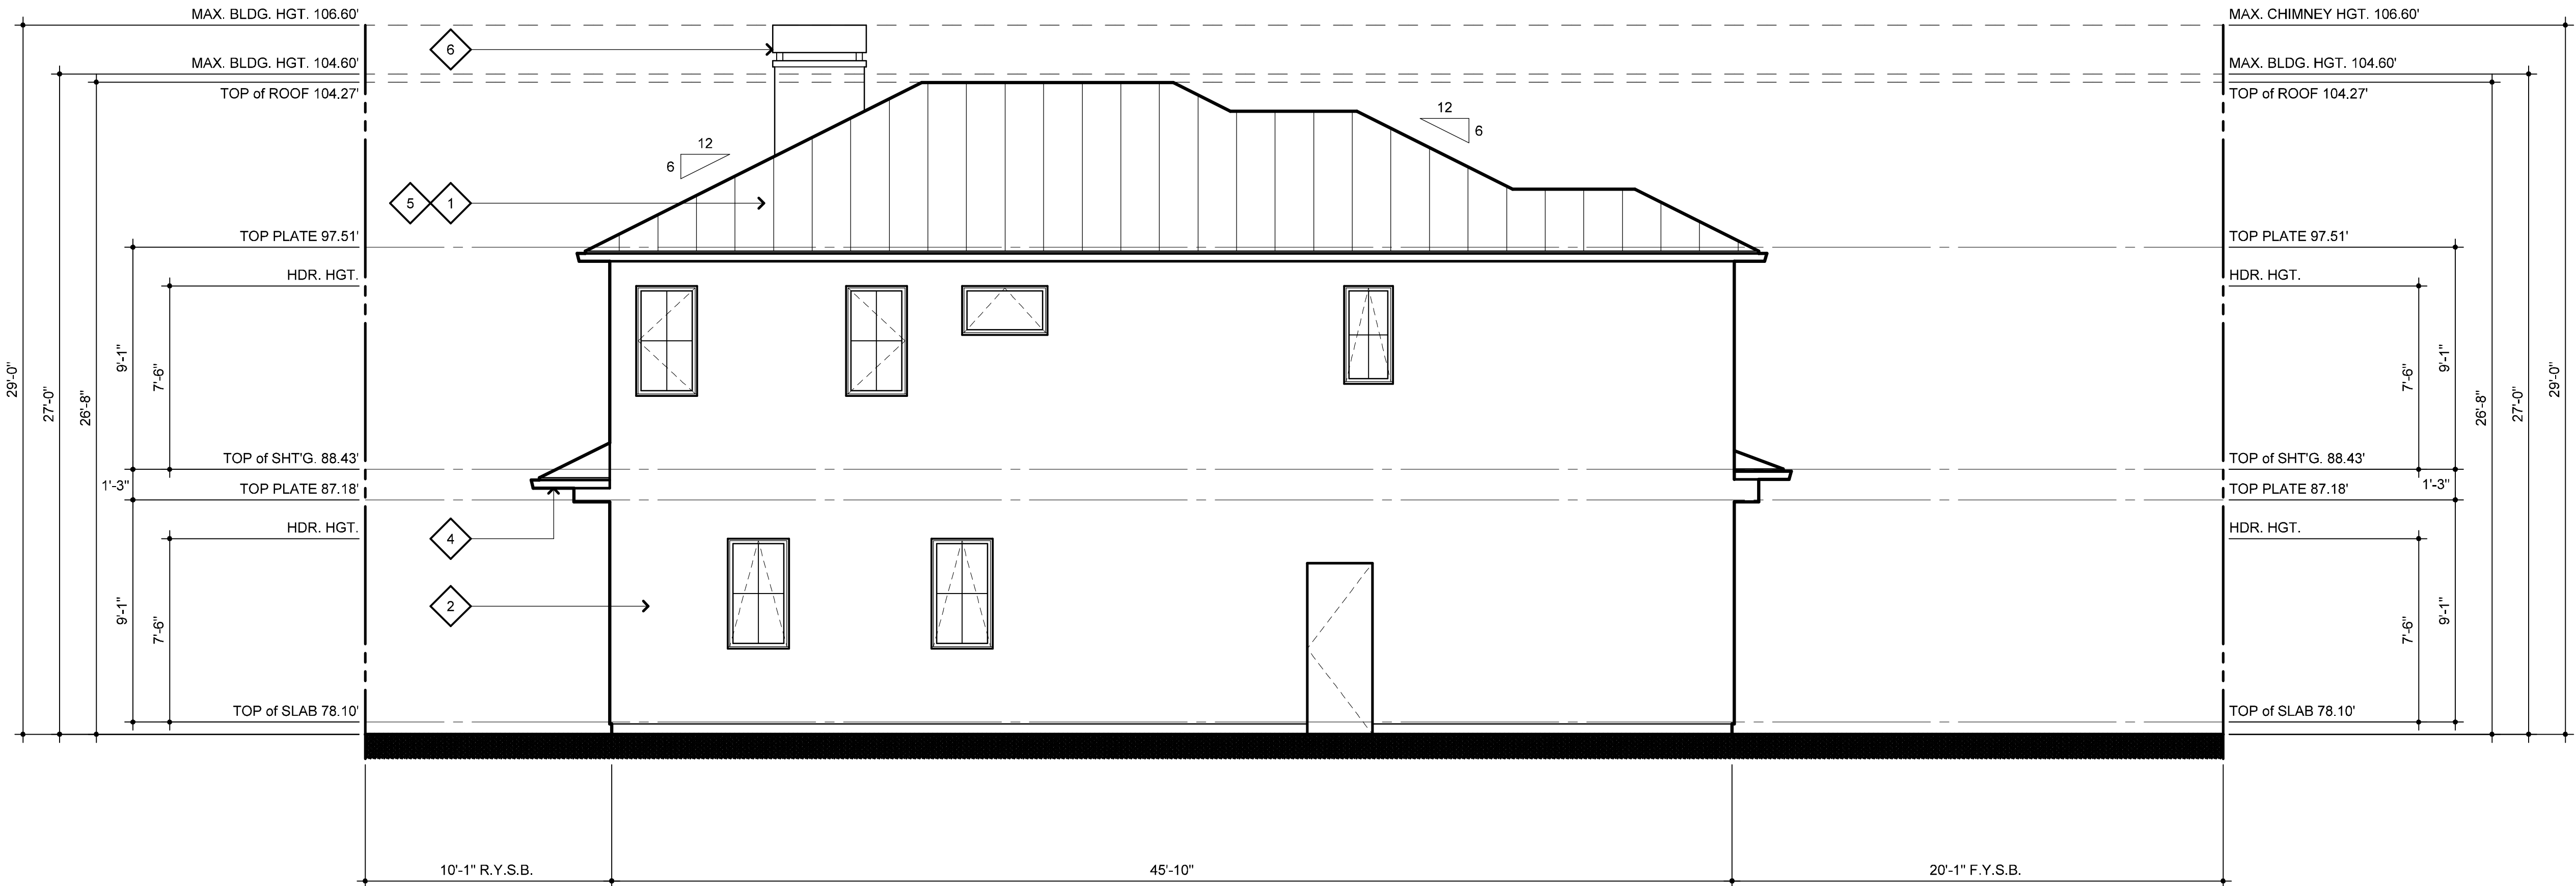 MAX. BLDG. HGT. 106.60'
MAX. CHIMNEY HGT. 106.60'
6
MAX. BLDG. HGT. 104.60'
MAX. BLDG. HGT. 104.60'
TOP of ROOF 104.27'
TOP of ROOF 104.27'
12
6
12
6
5
1
TOP PLATE 97.51'
TOP PLATE 97.51'
HDR. HGT.
HDR. HGT.
29'-0"
27'-0"
26'-8"
9'-1"
7'-6"
7'-6"
9'-1"
26'-8"
27'-0"
29'-0"
TOP of SHT'G. 88.43'
TOP of SHT'G. 88.43'
1'-3"
1'-3"
TOP PLATE 87.18'
TOP PLATE 87.18'
HDR. HGT.
HDR. HGT.
4
2
9'-1"
7'-6"
7'-6"
9'-1"
TOP of SLAB 78.10'
TOP of SLAB 78.10'
10'-1" R.Y.S.B.
45'-10"
20'-1" F.Y.S.B.